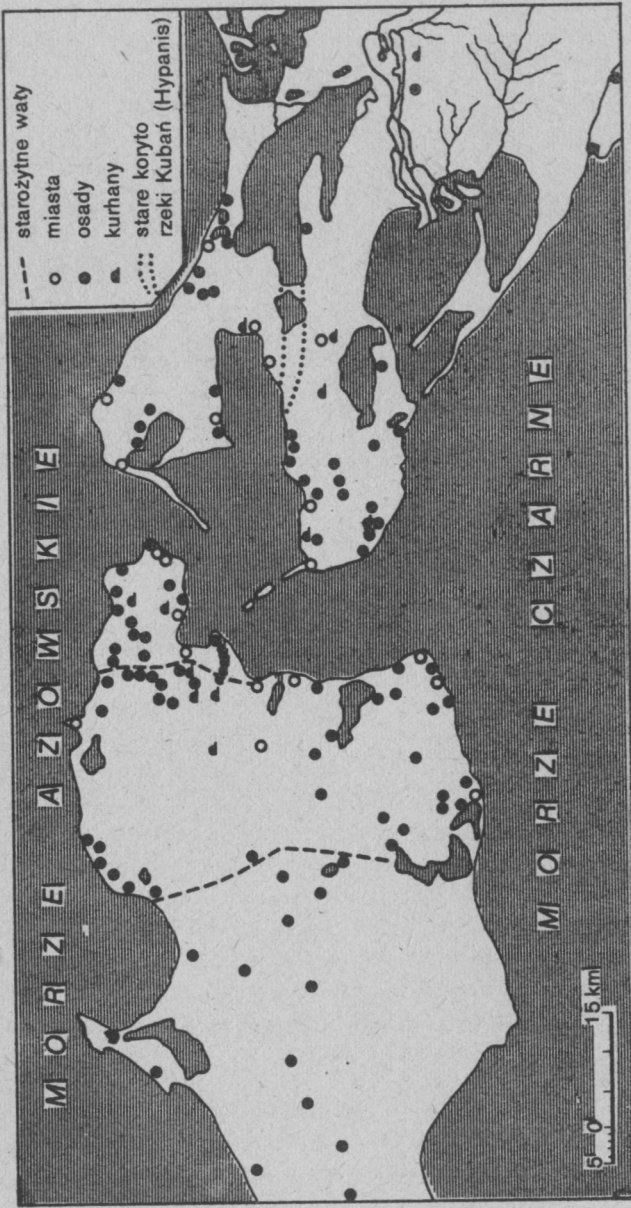 MORZE AZOWSKIE
starożytne wały
miasta
osady
kurhany
stare koryto
rzeki Kubań (Hypanis)
MORZE CZARNE
5 0 15 km